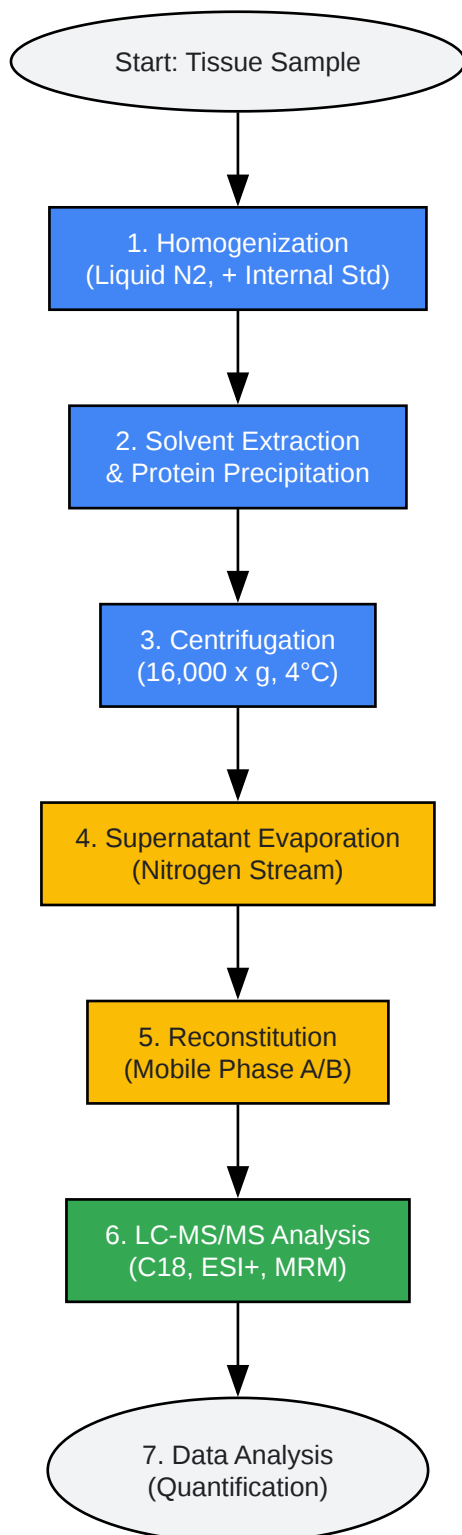 Start: Tissue Sample
1. Homogenization
(Liquid N2, + Internal Std)
2. Solvent Extraction
& Protein Precipitation
3. Centrifugation
(16,000 x g, 4°C)
4. Supernatant Evaporation
(Nitrogen Stream)
5. Reconstitution
(Mobile Phase A/B)
6. LC-MS/MS Analysis
(C18, ESI+, MRM)
7. Data Analysis
(Quantification)